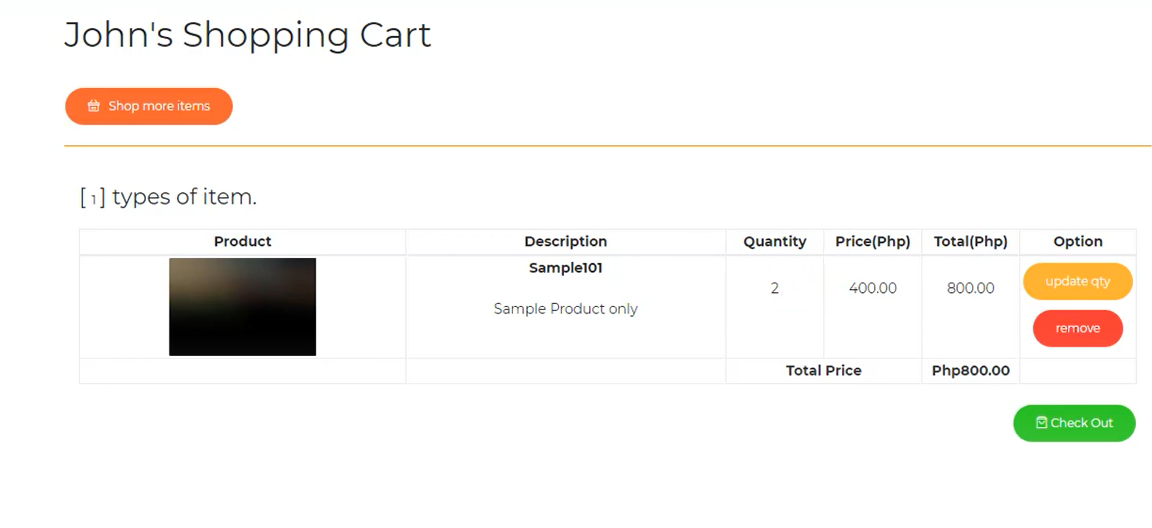 John's Shopping Cart
Shop more items
[ 1 ] types of item.
Product Description Quantity Price(Php) Total(Php) Option
Sample101
Sample Product only
2 400.00 800.00
update qty
remove
Total Price Php800.00
Check Out